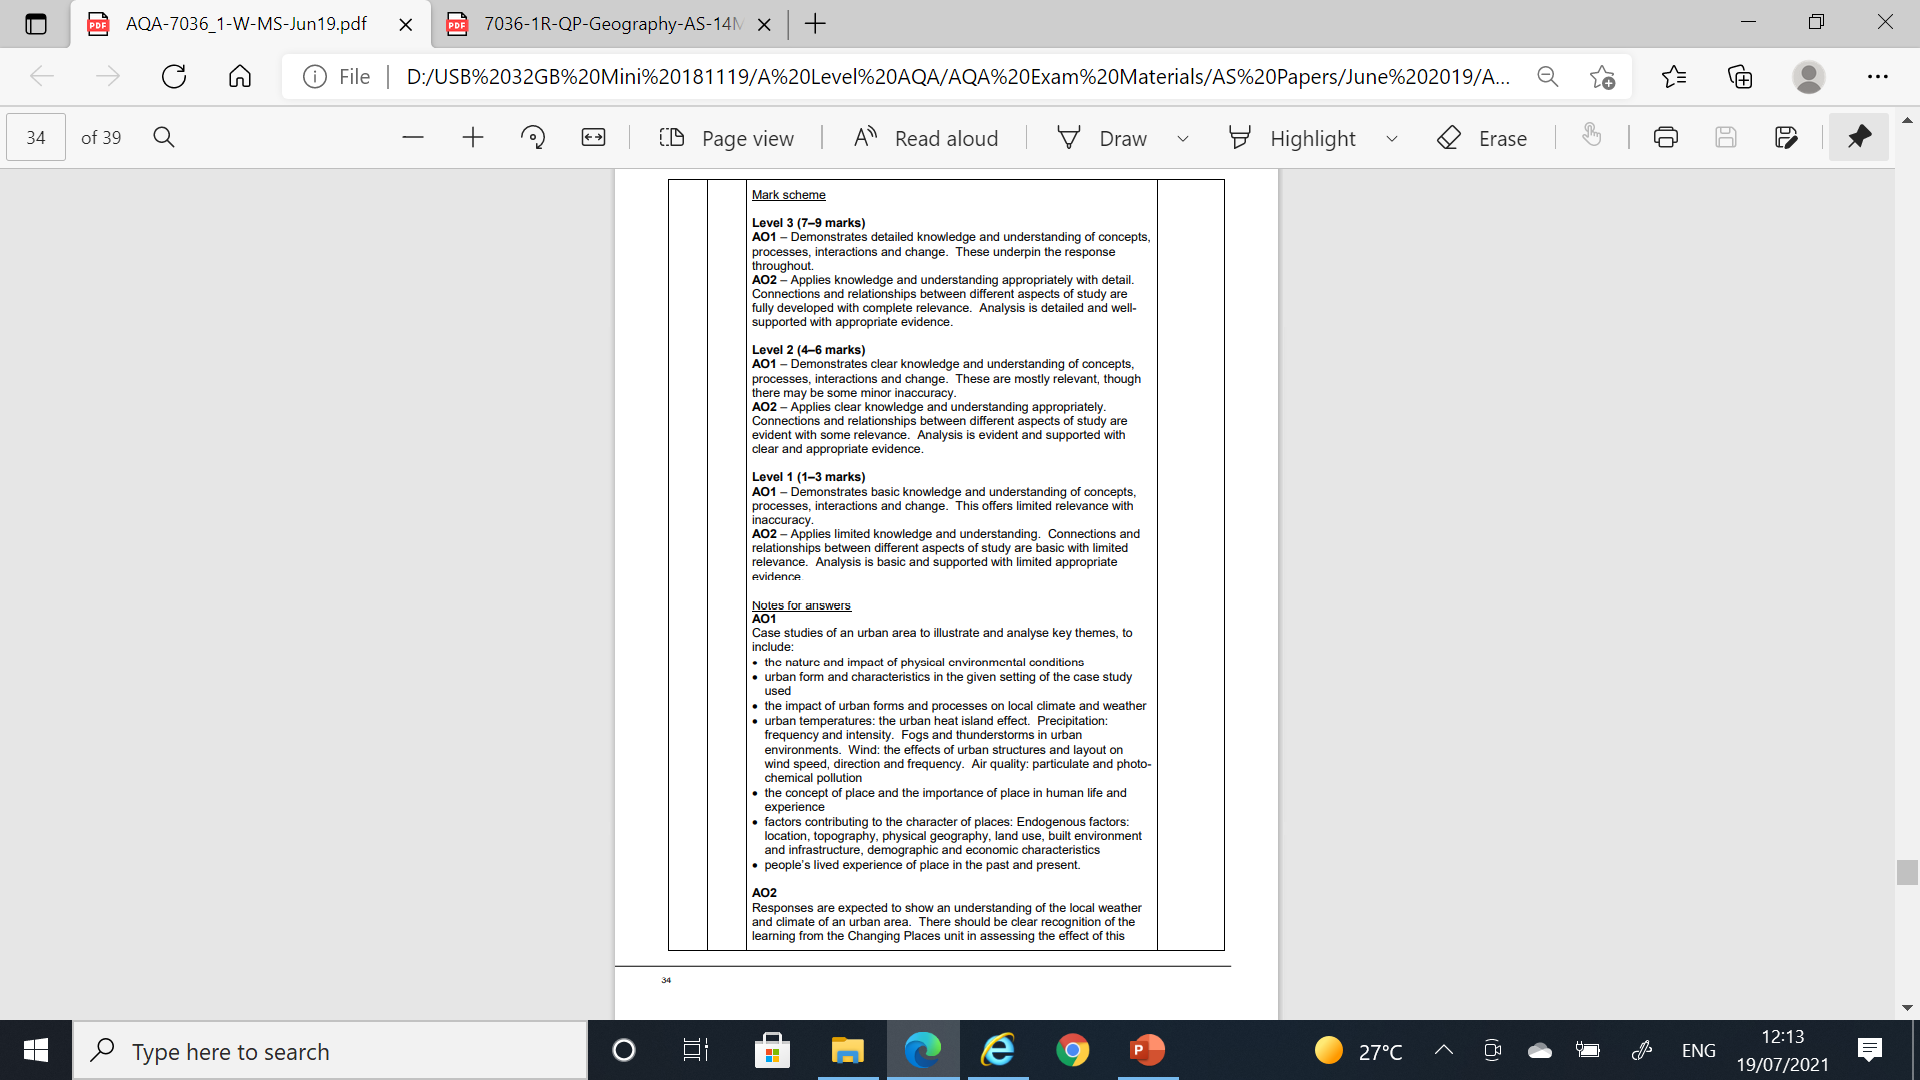 AQA-7036_1-W-MS-Jun19.pdf
7036-1R-QP-Geography-AS-14M
File
D:/USB%2032GB%20Mini%20181119/A%20Level%20AQA/AQA%20Exam%20Materials/AS%20Papers/June%202019/A...
34 of 39
Page view
Read aloud
Draw
Highlight
Erase
Mark scheme
Level 3 (7–9 marks)
AO1 – Demonstrates detailed knowledge and understanding of concepts,
processes, interactions and change. These underpin the response
throughout.
AO2 – Applies knowledge and understanding appropriately with detail.
Connections and relationships between different aspects of study are
fully developed with complete relevance. Analysis is detailed and well-
supported with appropriate evidence.
Level 2 (4–6 marks)
AO1 – Demonstrates clear knowledge and understanding of concepts,
processes, interactions and change. These are mostly relevant, though
there may be some minor inaccuracy.
AO2 – Applies clear knowledge and understanding appropriately.
Connections and relationships between different aspects of study are
evident with some relevance. Analysis is evident and supported with
clear and appropriate evidence.
Level 1 (1–3 marks)
AO1 – Demonstrates basic knowledge and understanding of concepts,
processes, interactions and change. This offers limited relevance with
inaccuracy.
AO2 – Applies limited knowledge and understanding. Connections and
relationships between different aspects of study are basic with limited
relevance. Analysis is basic and supported with limited appropriate
evidence.
Notes for answers
AO1
Case studies of an urban area to illustrate and analyse key themes, to
include:
• the nature and impact of physical environmental conditions
• urban form and characteristics in the given setting of the case study
used
• the impact of urban forms and processes on local climate and weather
• urban temperatures: the urban heat island effect. Precipitation:
frequency and intensity. Fogs and thunderstorms in urban
environments. Wind: the effects of urban structures and layout on
wind speed, direction and frequency. Air quality: particulate and photo-
chemical pollution
• the concept of place and the importance of place in human life and
experience
• factors contributing to the character of places: Endogenous factors:
location, topography, physical geography, land use, built environment
and infrastructure, demographic and economic characteristics
• people's lived experience of place in the past and present.
AO2
Responses are expected to show an understanding of the local weather
and climate of an urban area. There should be clear recognition of the
learning from the Changing Places unit in assessing the effect of this
34
Type here to search
27°C
ENG
12:13
19/07/2021